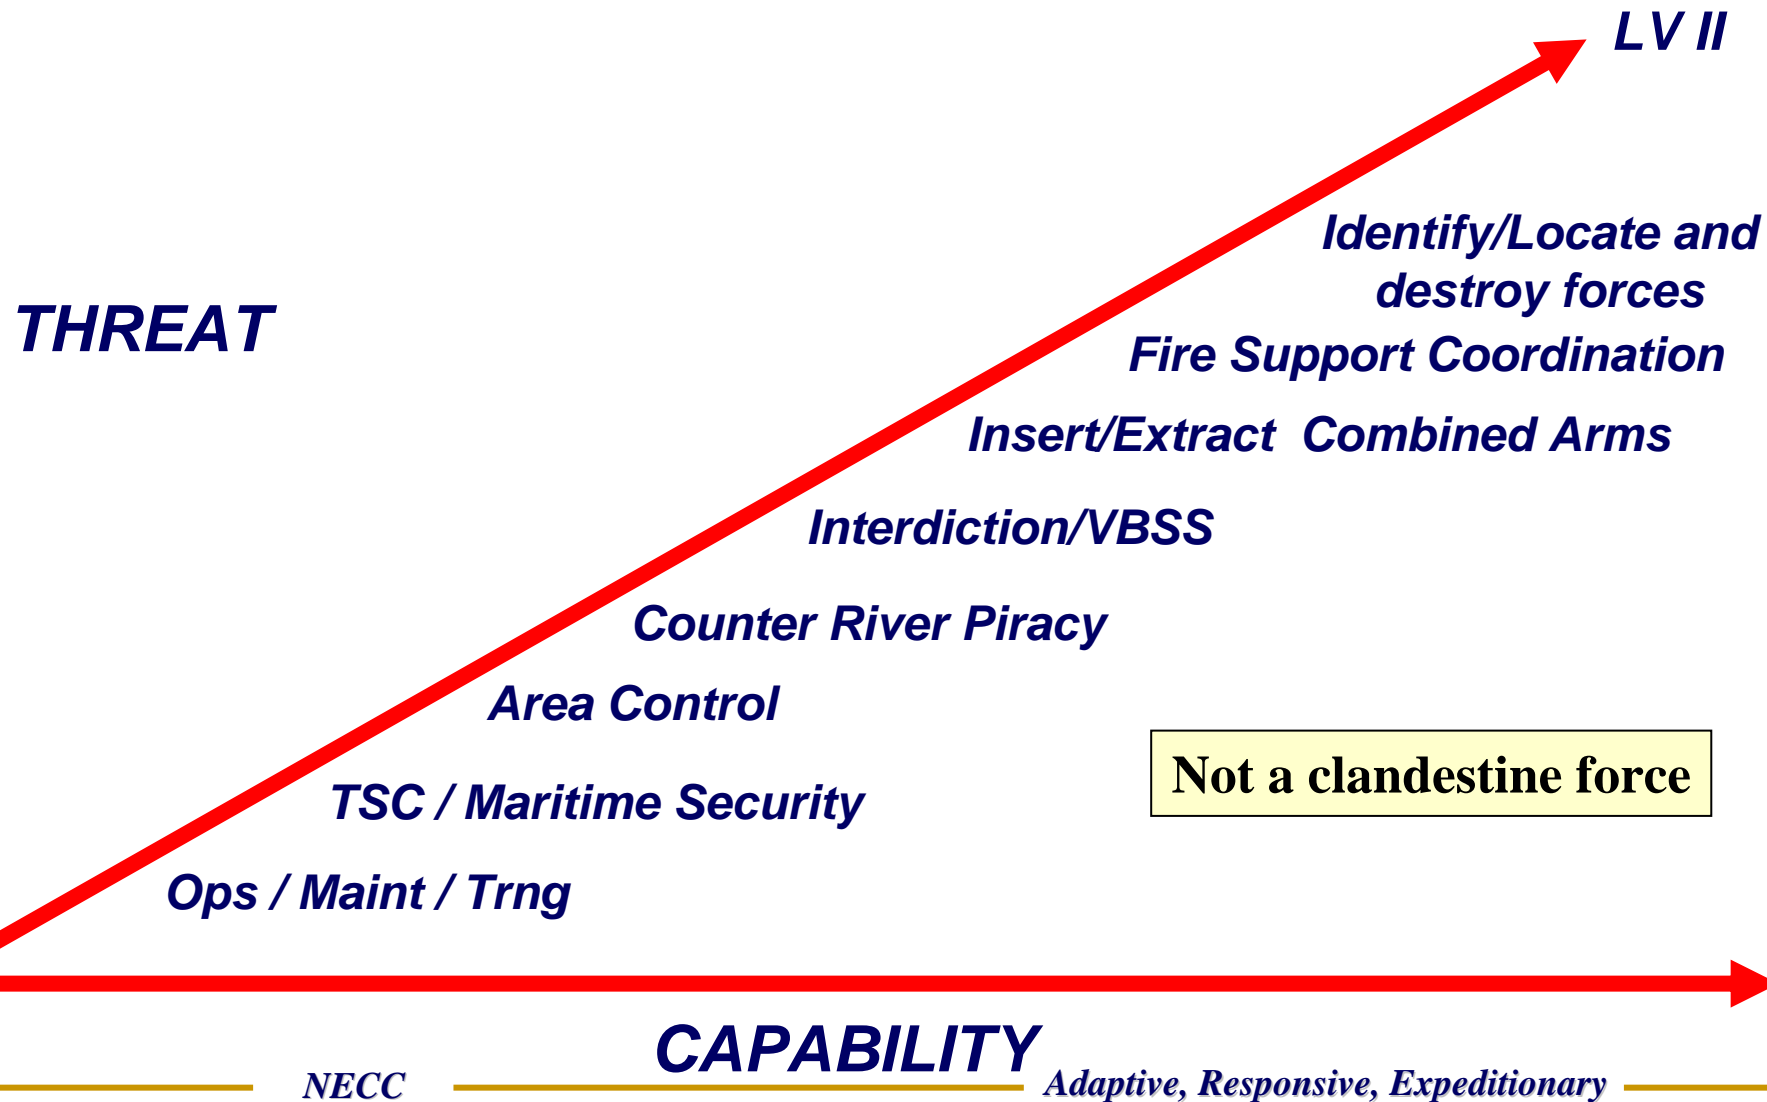 LV II
Identify/Locate and
destroy forces
THREAT
Fire Support Coordination
Insert/Extract Combined Arms
Interdiction/VBSS
Counter River Piracy
Area Control
Not a clandestine force
TSC / Maritime Security
Ops / Maint / Trng
CAPABILITY
NECC
Adaptive, Responsive, Expeditionary